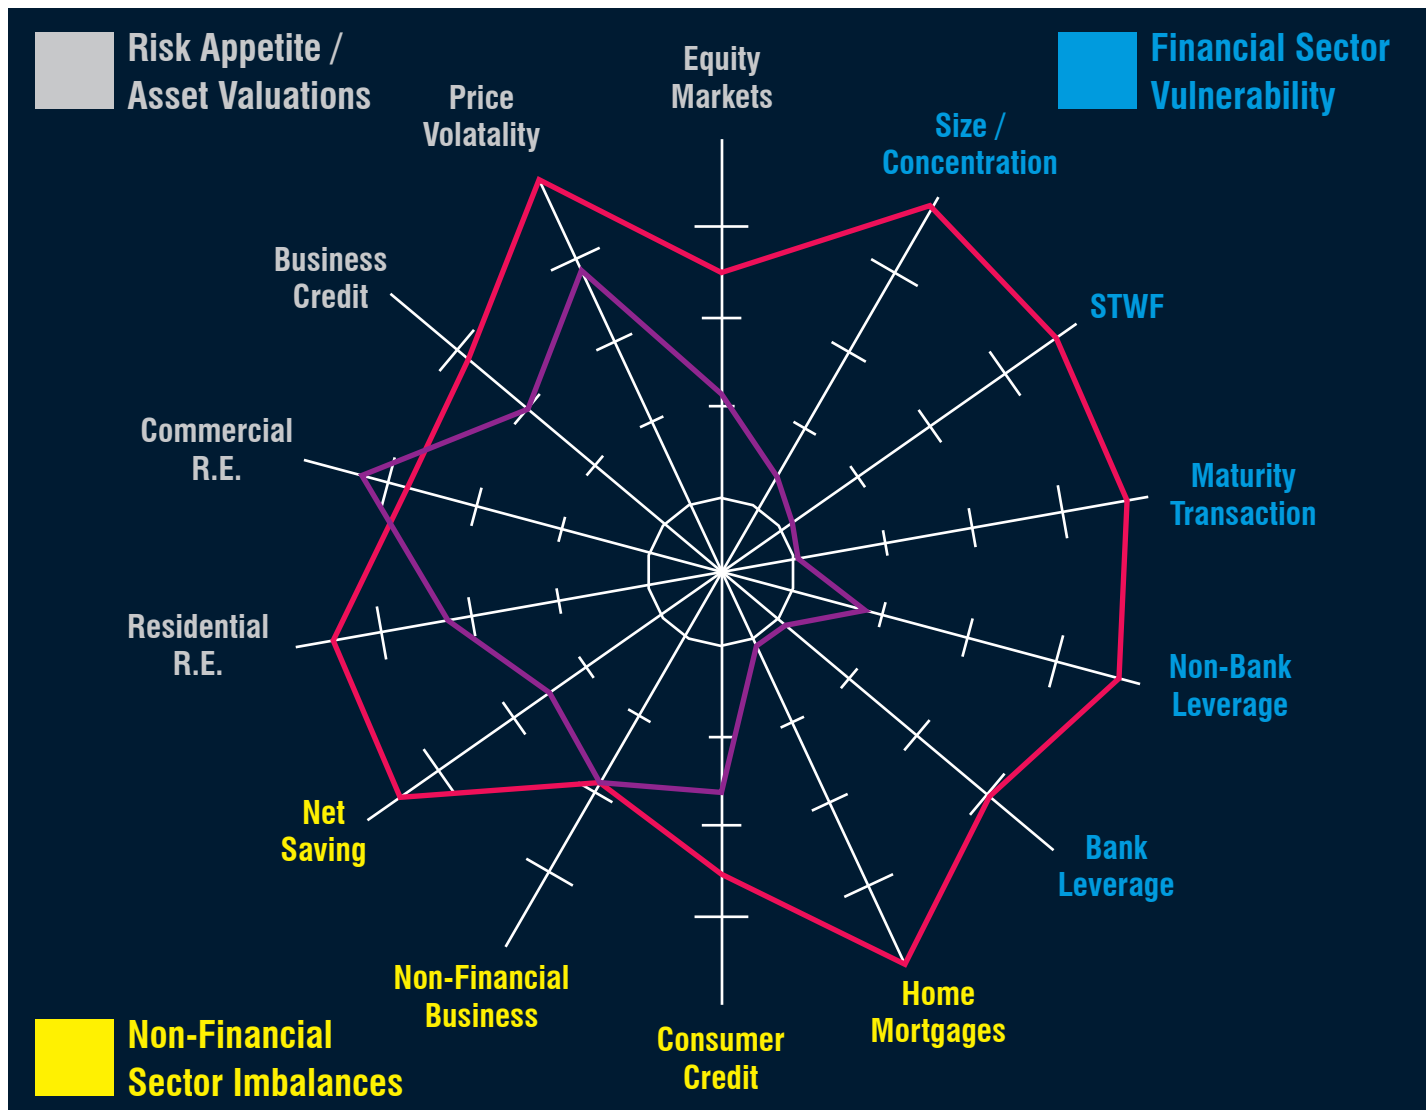 Risk Appetite /
Asset Valuations
Financial Sector
Vulnerability
Equity
Markets
Size /
Concentration
STWF
Maturity
Transaction
Non-Bank
Leverage
Bank
Leverage
Home
Mortgages
Consumer
Credit
Non-Financial
Business
Net
Saving
Residential
R.E.
Commercial
R.E.
Business
Credit
Price
Volatality
Non-Financial
Sector Imbalances